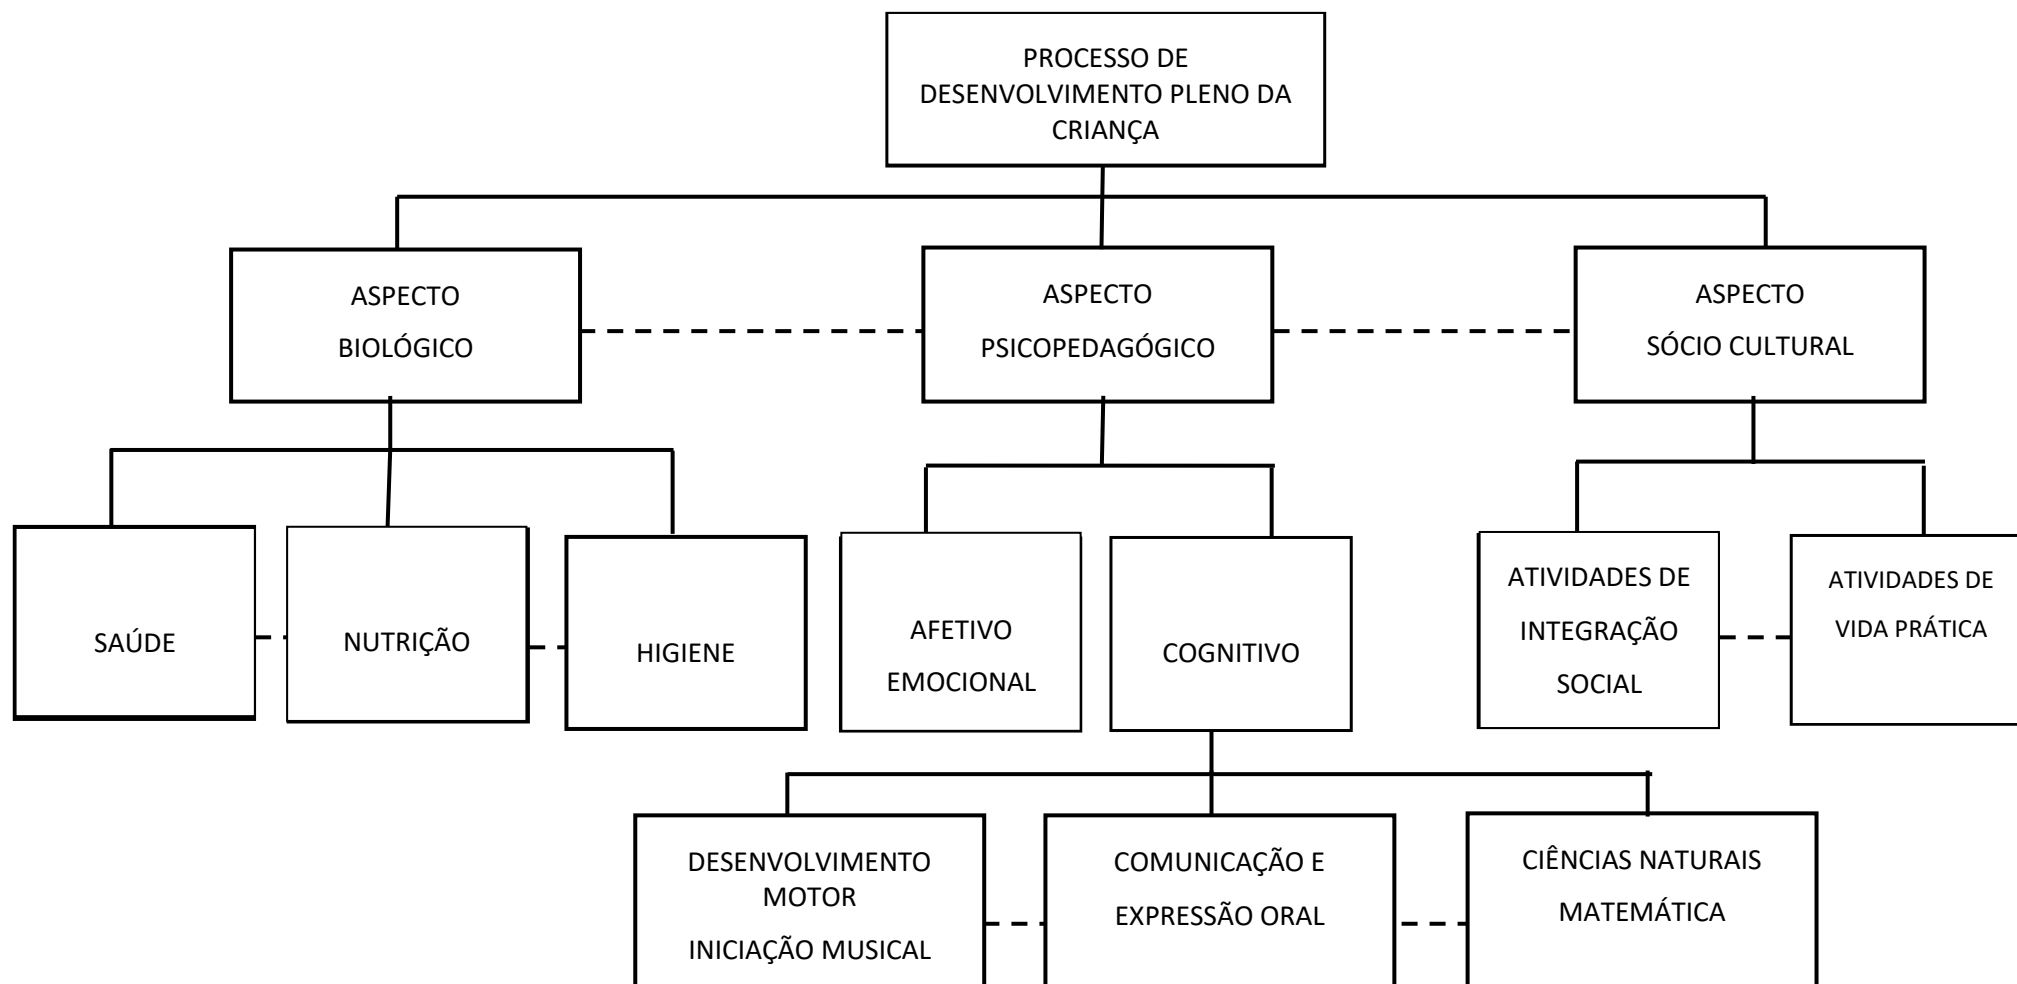 PROCESSO DE
DESENVOLVIMENTO PLENO DA
CRIANÇA
ASPECTO
BIOLÓGICO
ASPECTO
PSICOPEDAGÓGICO
ASPECTO
SÓCIO CULTURAL
SAÚDE
NUTRIÇÃO
HIGIENE
AFETIVO
EMOCIONAL
COGNITIVO
ATIVIDADES DE
INTEGRAÇÃO
SOCIAL
ATIVIDADES DE
VIDA PRÁTICA
DESENVOLVIMENTO
MOTOR
INICIAÇÃO MUSICAL
COMUNICAÇÃO E
EXPRESSÃO ORAL
CIÊNCIAS NATURAIS
MATEMÁTICA